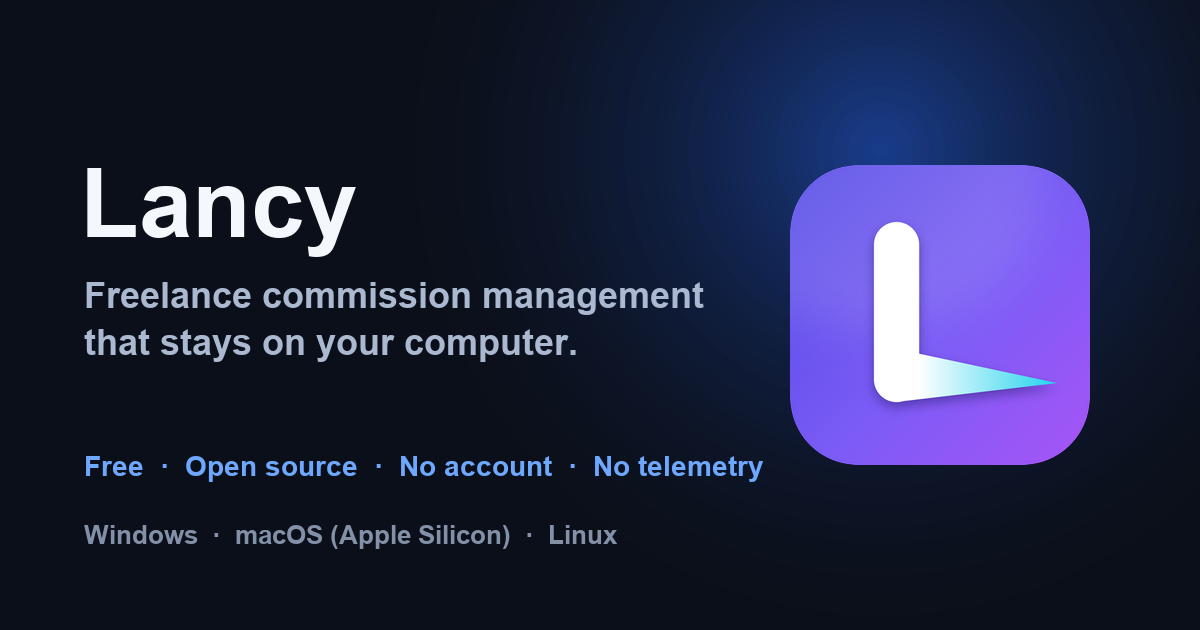 Lancy
Freelance commission management
that stays on your computer.
Free · Open source · No account · No telemetry
Windows · macOS (Apple Silicon) · Linux